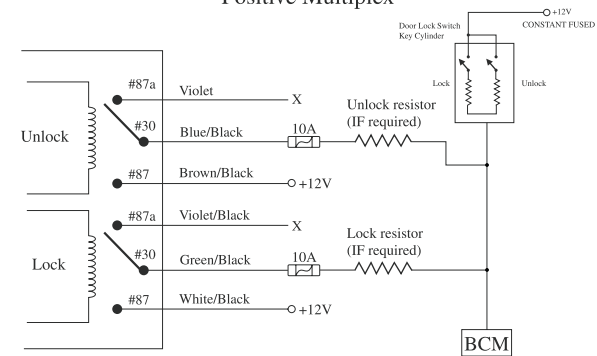 Positive Multiplex
+12V
CONSTANT FUSED
Door Lock Switch
Key Cylinder
Lock
Unlock
#87a
Violet
X
Unlock resistor
(IF required)
Unlock
#30
Blue/Black
10A
#87
Brown/Black
+12V
#87a
Violet/Black
X
Lock resistor
(IF required)
Lock
#30
Green/Black
10A
#87
White/Black
+12V
BCM